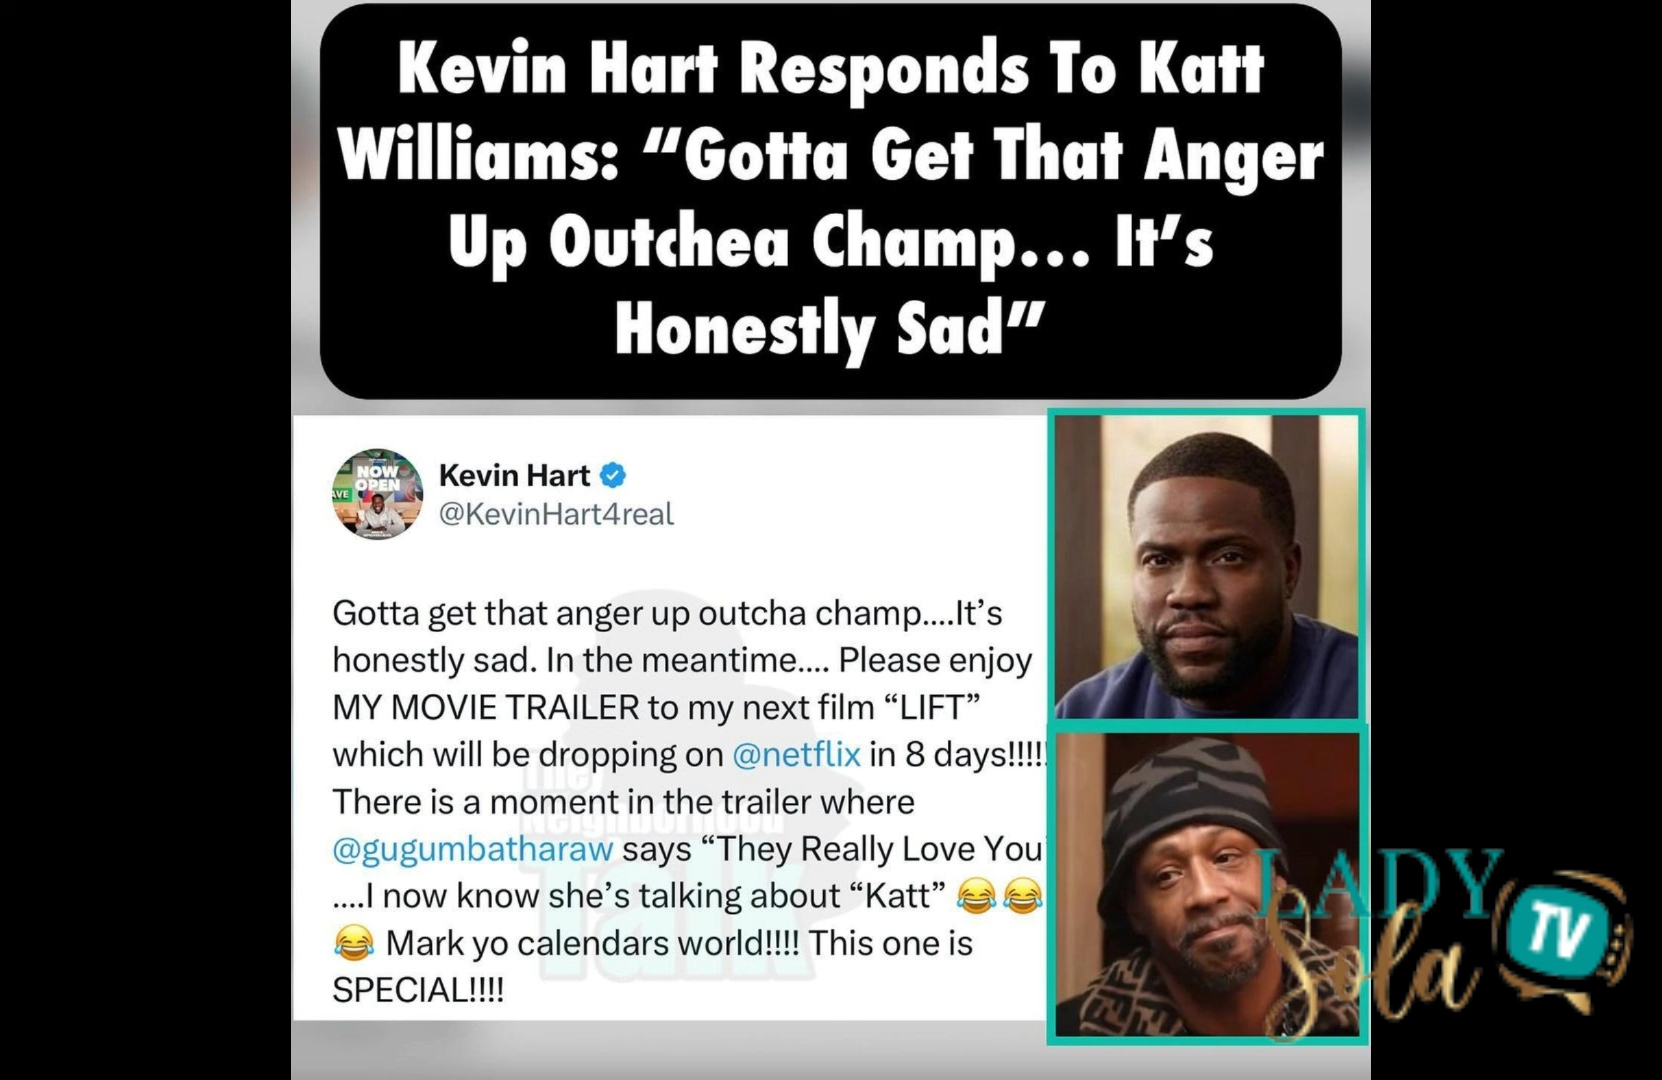 Kevin Hart Responds To Katt
Williams: “Gotta Get That Anger
Up Outchea Champ... It’s
Honestly Sad”
NOW
OPEN
AVE
Kevin Hart
@KevinHart4real
Gotta get that anger up outcha champ....It’s
honestly sad. In the meantime.... Please enjoy
MY MOVIE TRAILER to my next film “LIFT”
which will be dropping on @netflix in 8 days!!!!!
There is a moment in the trailer where
@gugumbatharaw says “They Really Love You”
....I now know she’s talking about “Katt” 😂😂
😂 Mark yo calendars world!!!! This one is
SPECIAL!!!!
The
Neighborhood
Talk
LADY
Sola
TV